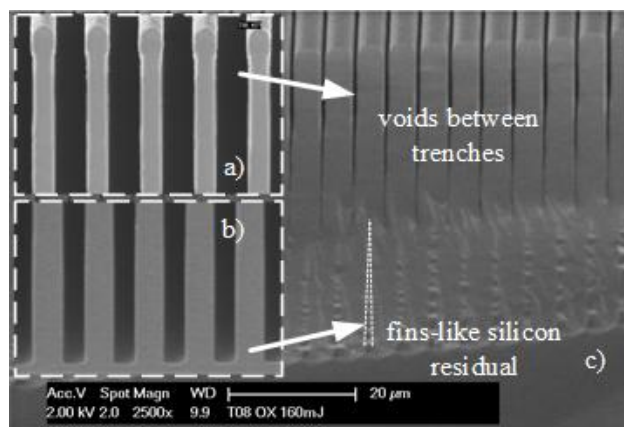 a)
voids between
trenches
b)
fins-like silicon
residual
c)
Acc.V Spot Magn WD 20 µm
2.00 kV 2.0 2500x 9.9 T08 OX 160mJ